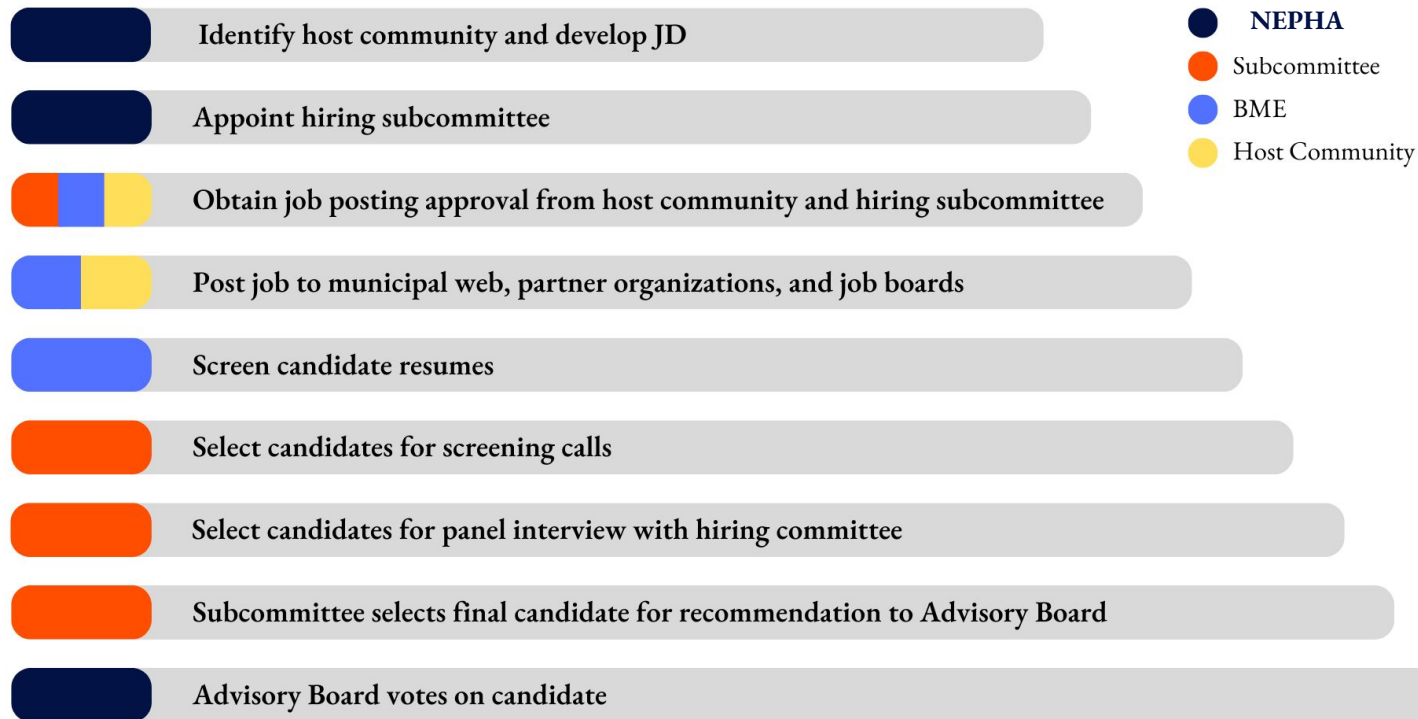 Identify host community and develop JD
Appoint hiring subcommittee
Obtain job posting approval from host community and hiring subcommittee
Post job to municipal web, partner organizations, and job boards
Screen candidate resumes
Select candidates for screening calls
Select candidates for panel interview with hiring committee
Subcommittee selects final candidate for recommendation to Advisory Board
Advisory Board votes on candidate
NEPHA
Subcommittee
BME
Host Community